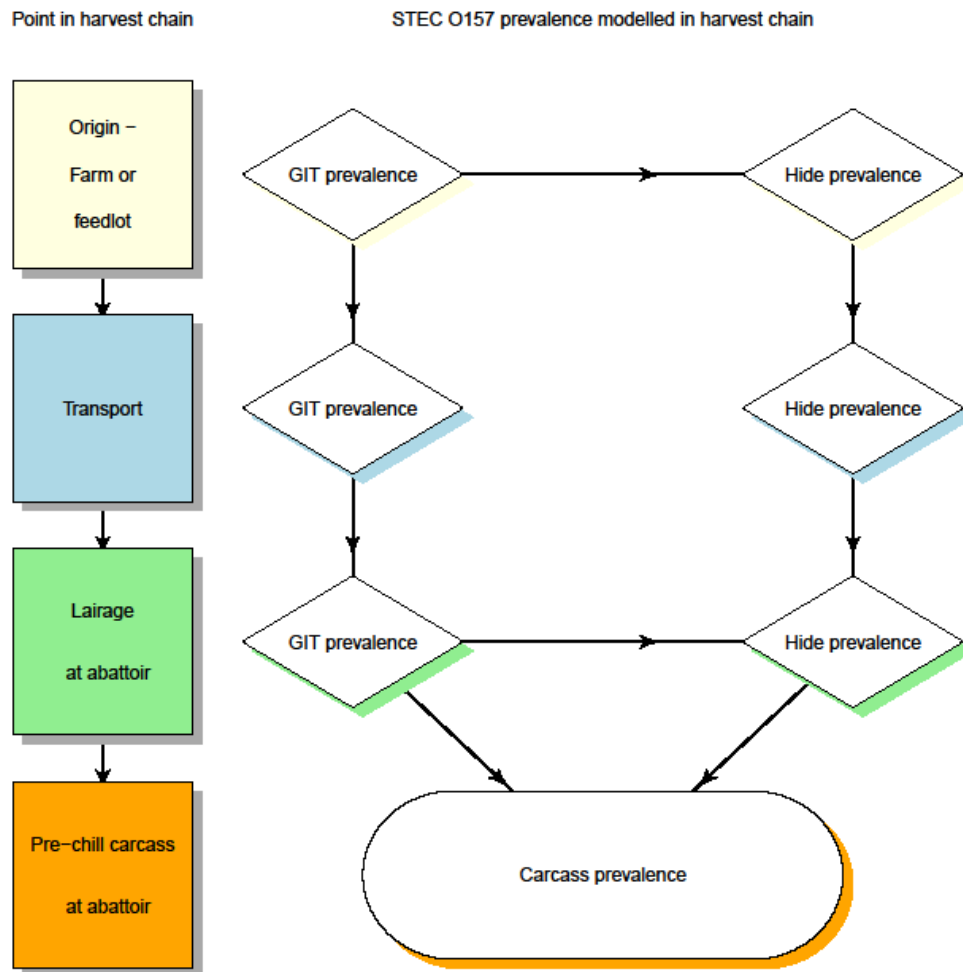 Point in harvest chain
STEC O157 prevalence modelled in harvest chain
Origin −
Farm or
feedlot
GIT prevalence
Hide prevalence
Transport
GIT prevalence
Hide prevalence
Lairage
at abattoir
GIT prevalence
Hide prevalence
Pre−chill carcass
at abattoir
Carcass prevalence